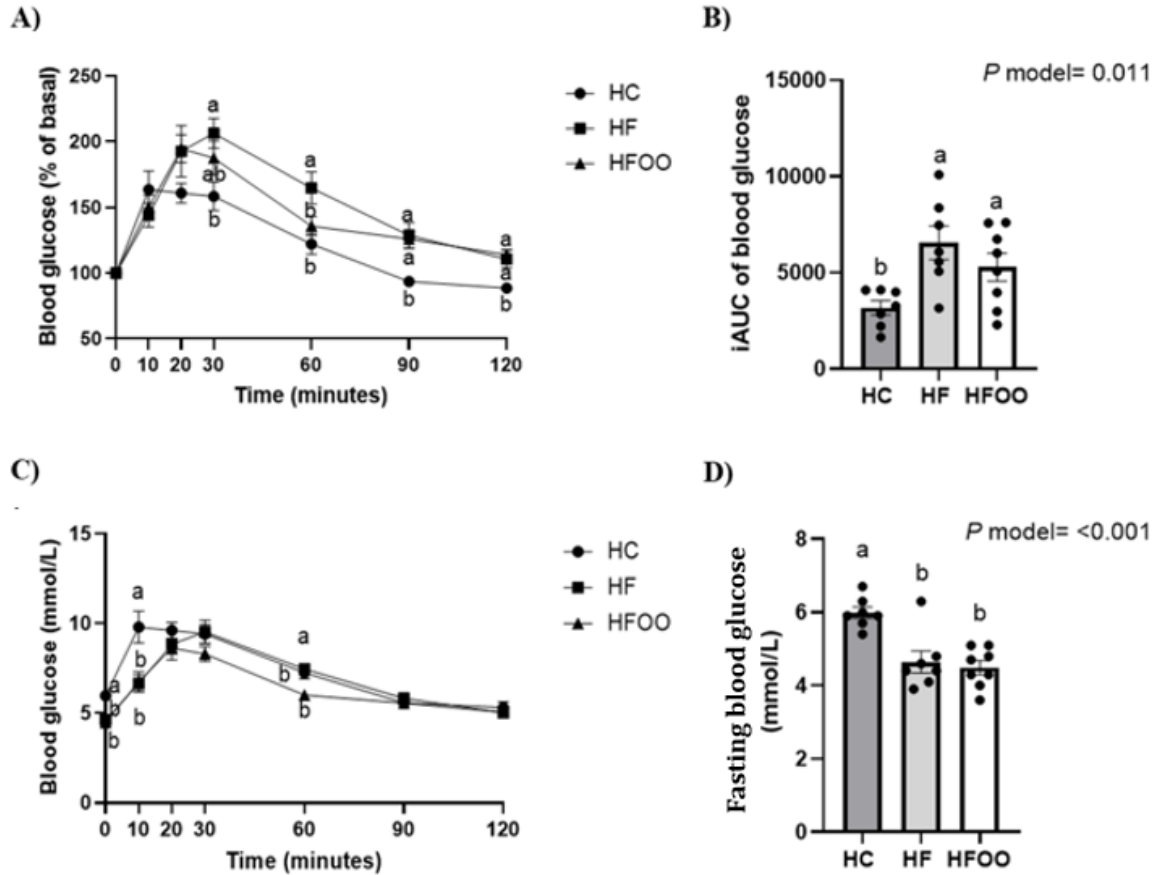 A)
Blood glucose (% of basal)
250
200
150
100
50
0 10 20 30 60 90 120
Time (minutes)
a
ab
b
a
b
b
a
a
b
a
a
b
HC
HF
HFOO
B)
P model= 0.011
iAUC of blood glucose
15000
10000
5000
0
b
a
a
HC HF HFOO
C)
-
Blood glucose (mmol/L)
15
10
5
0
0 10 20 30 60 90 120
Time (minutes)
a
b
b
a
b
b
a
b
b
HC
HF
HFOO
D)
P model= <0.001
Fasting blood glucose
(mmol/L)
8
6
4
2
0
a
b
b
HC HF HFOO